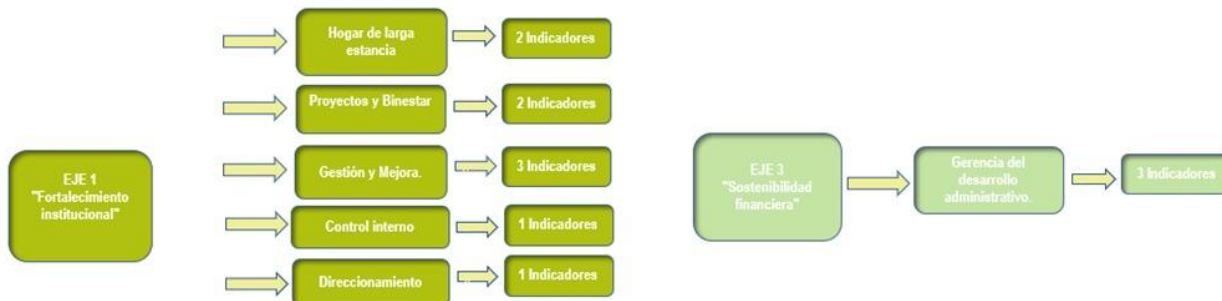 Hogar de larga
estancia
2 Indicadores
Proyectos y Binestar
2 Indicadores
EJE 1
"Fortalecimiento
institucional"
Gestión y Mejora.
3 Indicadores
Control interno
1 Indicadores
Direccionamiento
1 Indicadores
EJE 3
"Sostenibilidad
financiera"
Gerencia del
desarrollo
administrativo.
3 Indicadores